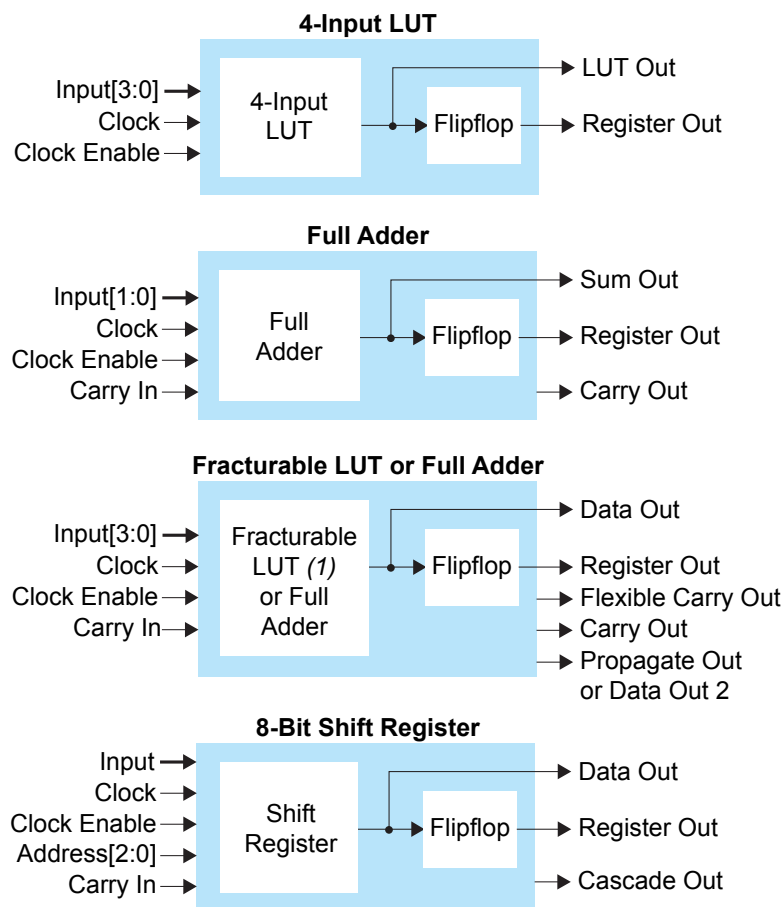 4-Input LUT
Input[3:0]
Clock
Clock Enable
4-Input
LUT
Flipflop
LUT Out
Register Out
Full Adder
Input[1:0]
Clock
Clock Enable
Carry In
Full
Adder
Flipflop
Sum Out
Register Out
Carry Out
Fracturable LUT or Full Adder
Input[3:0]
Clock
Clock Enable
Carry In
Fracturable
LUT (1)
or Full
Adder
Flipflop
Data Out
Register Out
Flexible Carry Out
Carry Out
Propagate Out
or Data Out 2
8-Bit Shift Register
Input
Clock
Clock Enable
Address[2:0]
Carry In
Shift
Register
Flipflop
Data Out
Register Out
Cascade Out